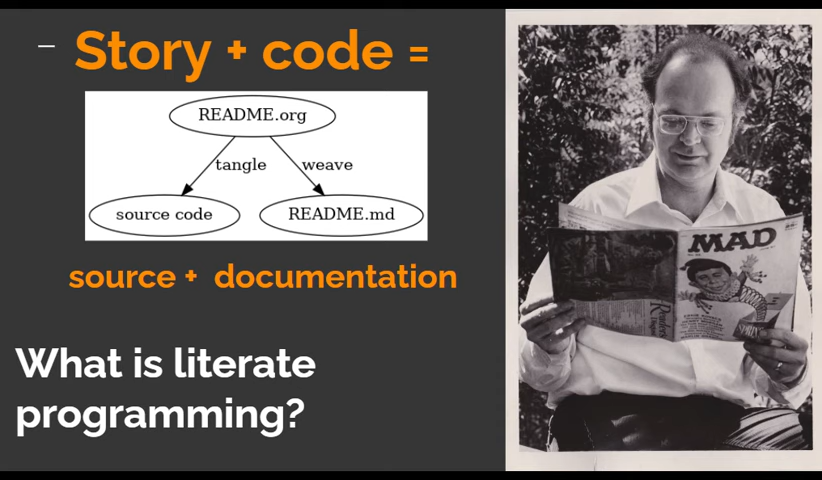 Story + code =
README.org
tangle weave
source code README.md
source + documentation
What is literate
programming?
MAD